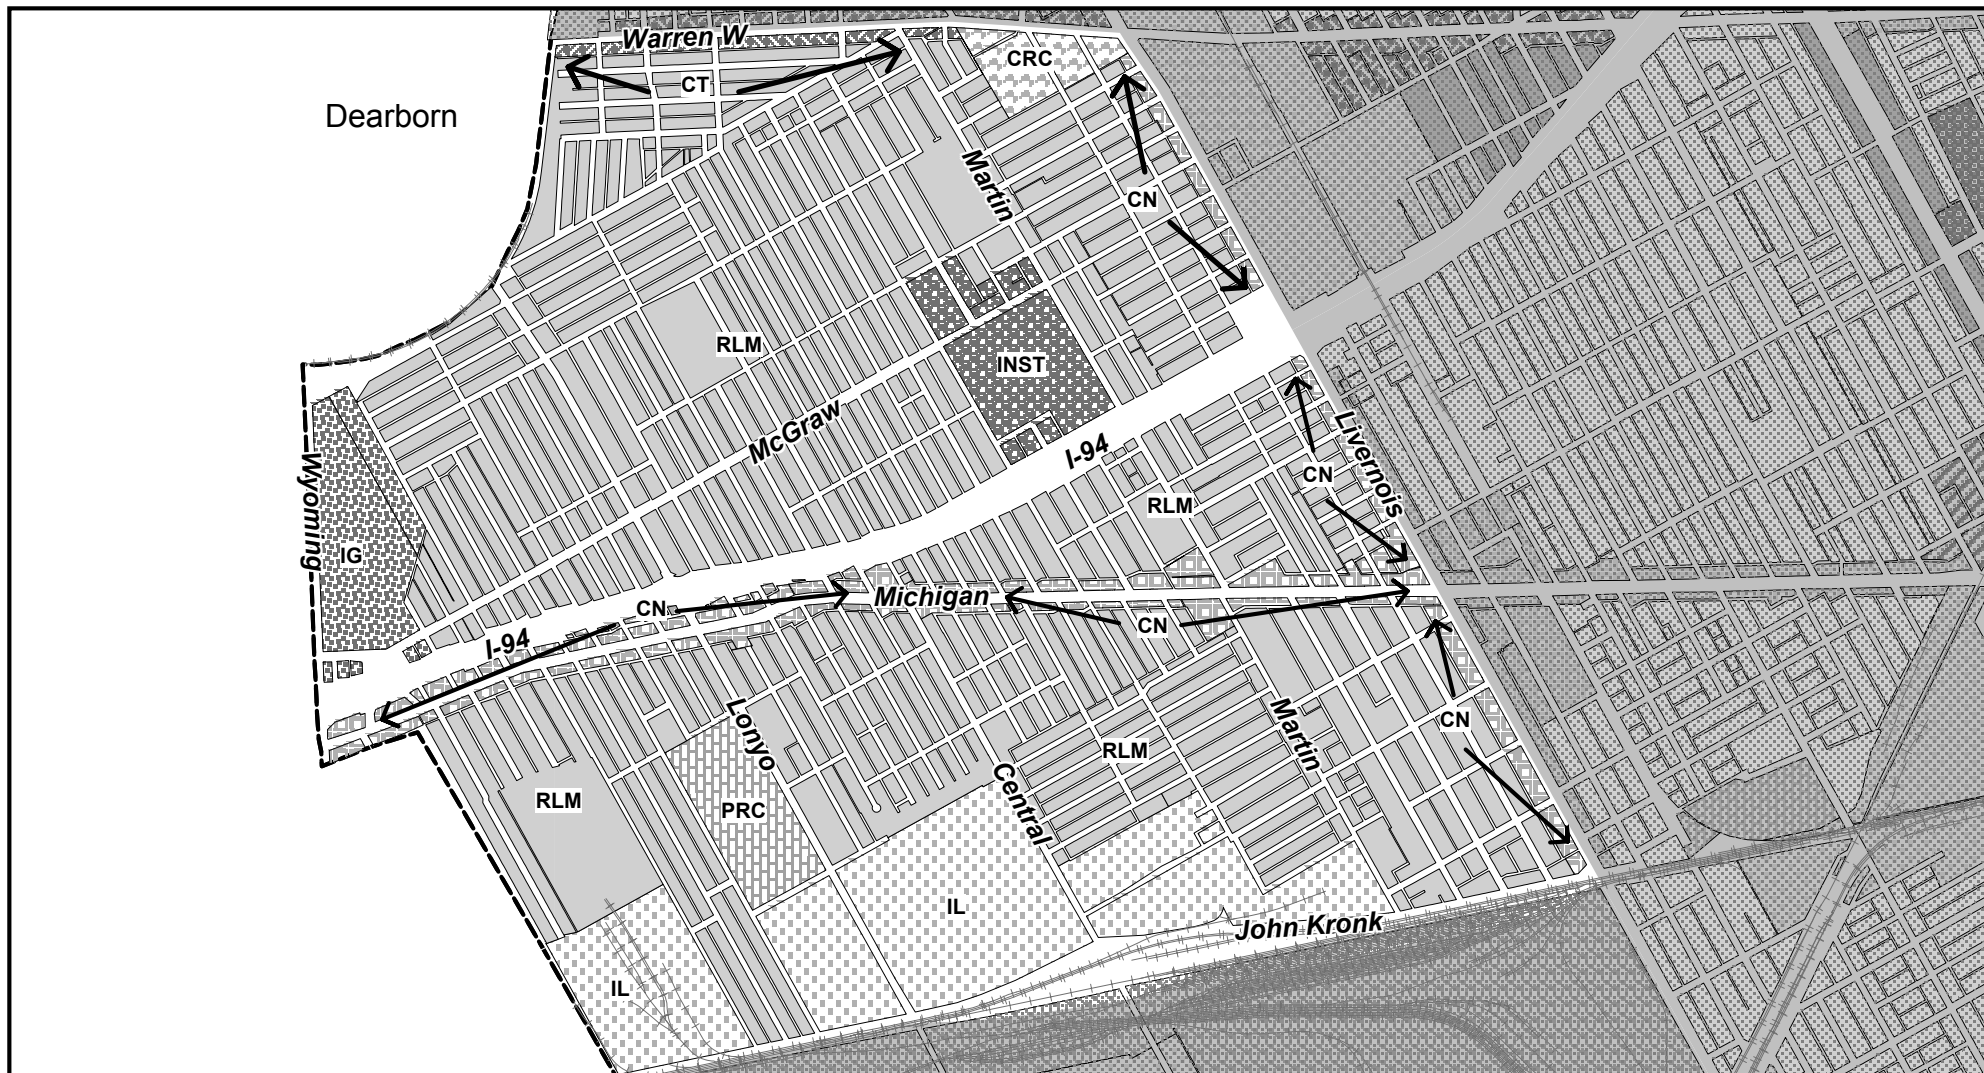 Warren W
CRC
CT
Dearborn
Martin
CN
RLM
INST
McGraw
Livernois
I-94
CN
Wyoming
RLM
IG
Michigan
CN
CN
I-94
Lonyo
Martin
CN
RLM
Central
RLM
PRC
IL
John Kronk
IL